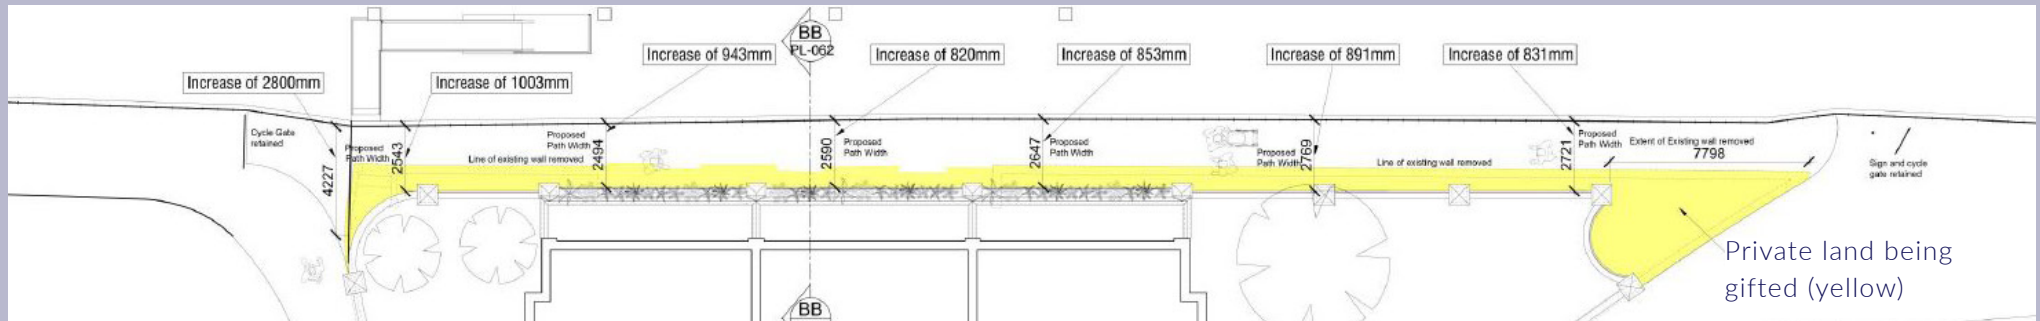 BB
PL-062
Increase of 2800mm
Increase of 1003mm
Increase of 943mm
Increase of 820mm
Increase of 853mm
Increase of 891mm
Increase of 831mm
Cycle Gate
retained
4227
Proposed
Path Width
2543
Line of existing wall removed
Proposed
Path Width
2494
2590
Proposed
Path Width
2647
Proposed
Path Width
Proposed
Path Width
2769
Line of existing wall removed
2721
Proposed
Path Width
Extent of Existing wall removed
7798
Sign and cycle
gate retained
Private land being
gifted (yellow)
BB